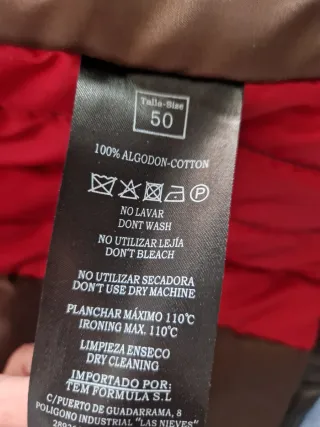 Talla-Size
50
100% ALGODON-COTTON
P
NO LAVAR
DONT WASH
NO UTILIZAR LEJÍA
DON'T BLEACH
NO UTILIZAR SECADORA
DON'T USE DRY MACHINE
PLANCHAR MÁXIMO 110°C
IRONING MAX. 110°C
LIMPIEZA ENSECO
DRY CLEANING
IMPORTADO POR:
TEM FORMULA S.L
C/PUERTO DE GUADARRAMA, 8
POLIGONO INDUSTRIAL "LAS NIEVES"